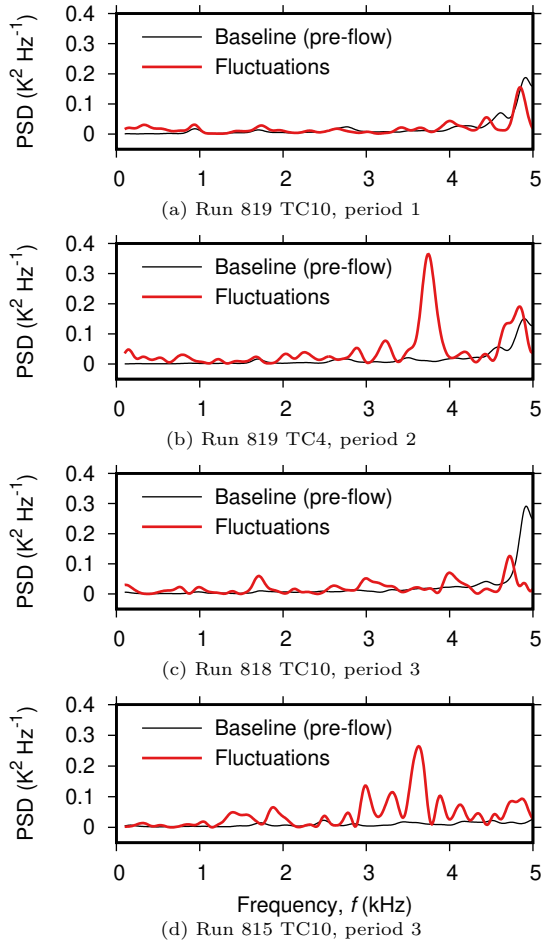 0.4
0.3
0.2
0.1
0
PSD (K² Hz⁻¹)
Baseline (pre-flow)
Fluctuations
0 1 2 3 4 5
(a) Run 819 TC10, period 1
0.4
0.3
0.2
0.1
0
PSD (K² Hz⁻¹)
Baseline (pre-flow)
Fluctuations
0 1 2 3 4 5
(b) Run 819 TC4, period 2
0.4
0.3
0.2
0.1
0
PSD (K² Hz⁻¹)
Baseline (pre-flow)
Fluctuations
0 1 2 3 4 5
(c) Run 818 TC10, period 3
0.4
0.3
0.2
0.1
0
PSD (K² Hz⁻¹)
Baseline (pre-flow)
Fluctuations
0 1 2 3 4 5
Frequency, f (kHz)
(d) Run 815 TC10, period 3